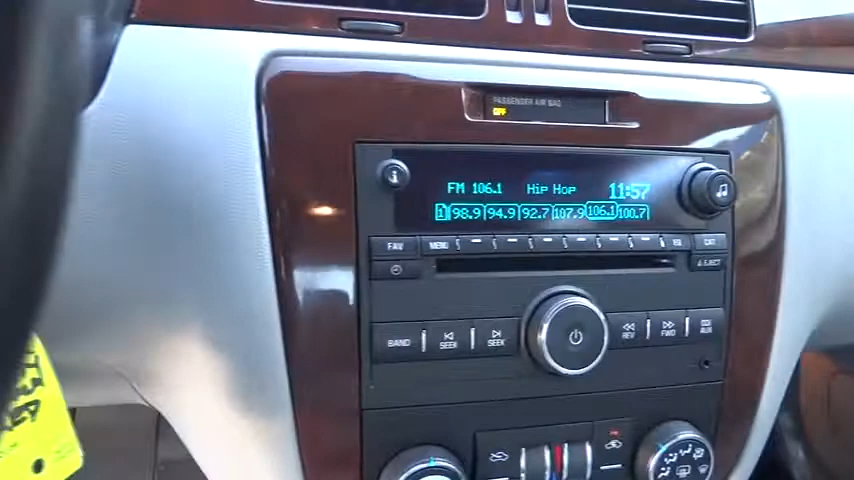 PASSENGER AIR BAG
OFF
FM 106.1 Hip Hop 11:57
1 98.9 94.9 92.7 107.9 106.1 100.7
FAV MENU EQ CAT
EJECT
BAND SEEK SEEK REV FWD AUX